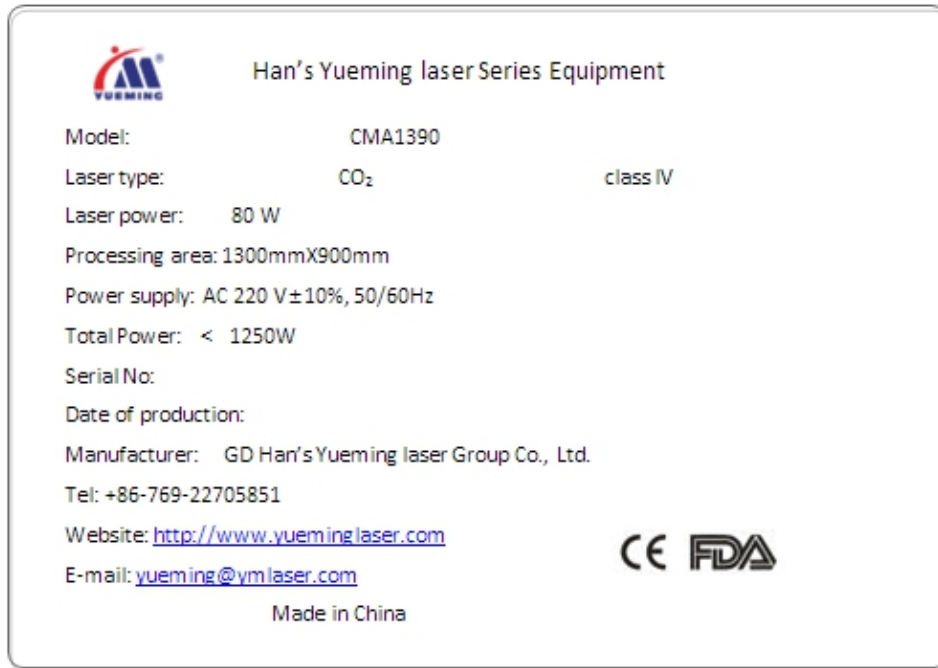 YUEMING®
Han's Yueming laser Series Equipment
Model: CMA1390
Laser type: CO₂ class IV
Laser power: 80 W
Processing area: 1300mmX900mm
Power supply: AC 220 V±10%, 50/60Hz
Total Power: < 1250W
Serial No:
Date of production:
Manufacturer: GD Han's Yueming laser Group Co., Ltd.
Tel: +86-769-22705851
Website: http://www.yueminglaser.com
E-mail: yueming@ymlaser.com
CE FDA
Made in China